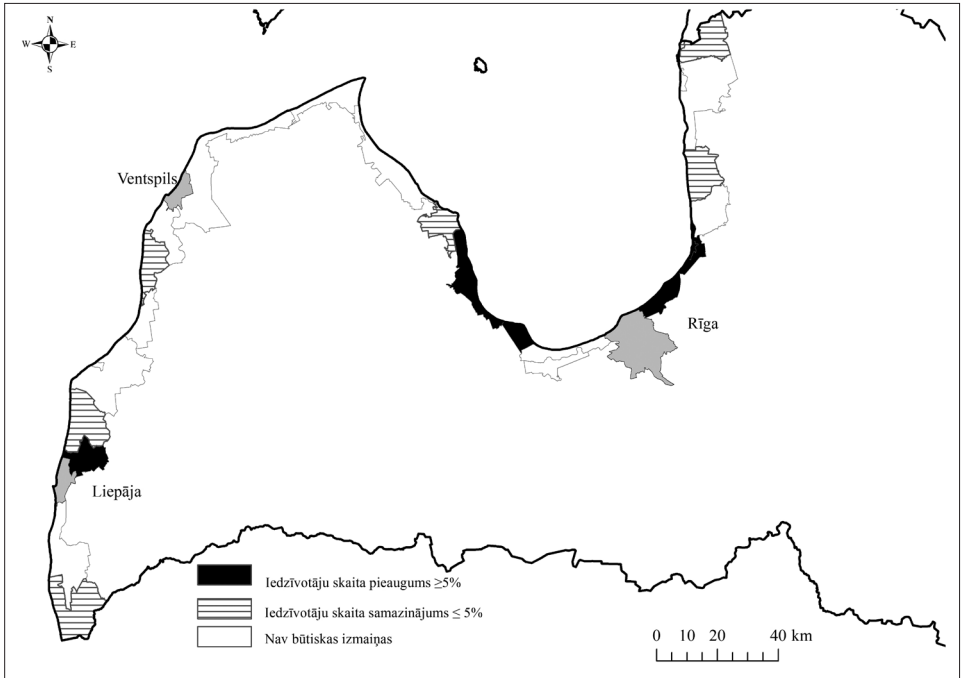 N
W E
S
Ventspils
Rīga
Liepāja
Iedzīvotāju skaita pieaugums ≥5%
Iedzīvotāju skaita samazinājums ≤ 5%
Nav būtiskas izmaiņas
0 10 20 40 km